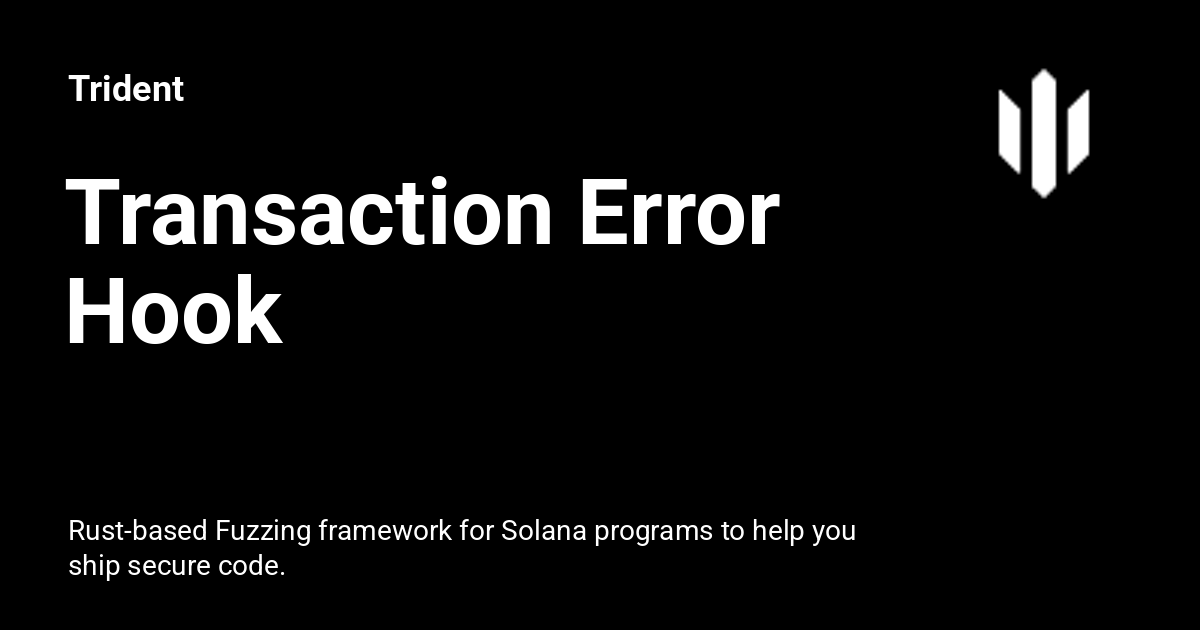 Trident
Transaction Error
Hook
Rust-based Fuzzing framework for Solana programs to help you
ship secure code.